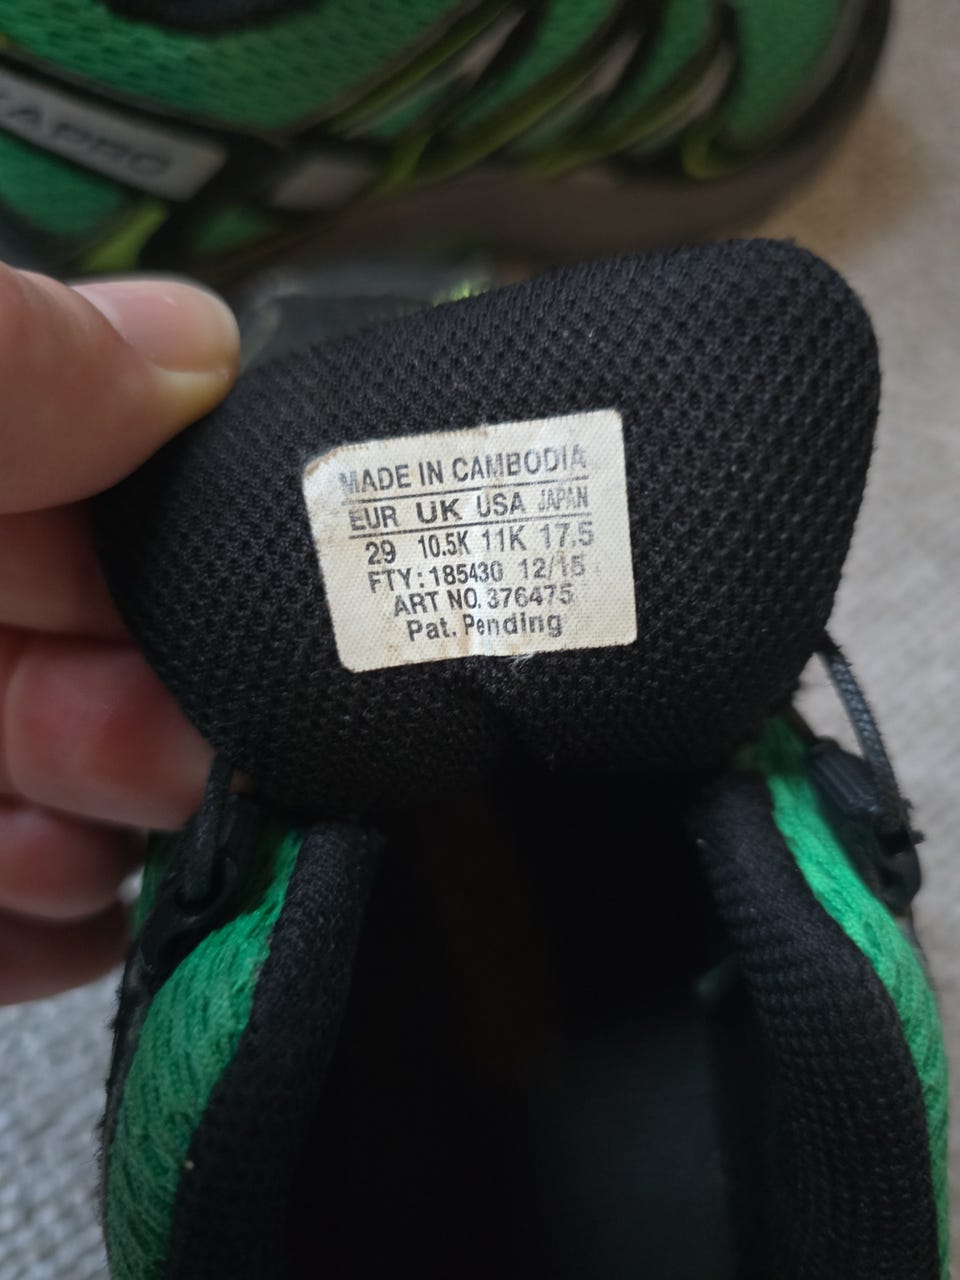 MADE IN CAMBODIA
EUR UK USA JAPAN
29 10.5K 11K 17.5
FTY: 185430 12/15
ART NO. 376475
Pat. Pending